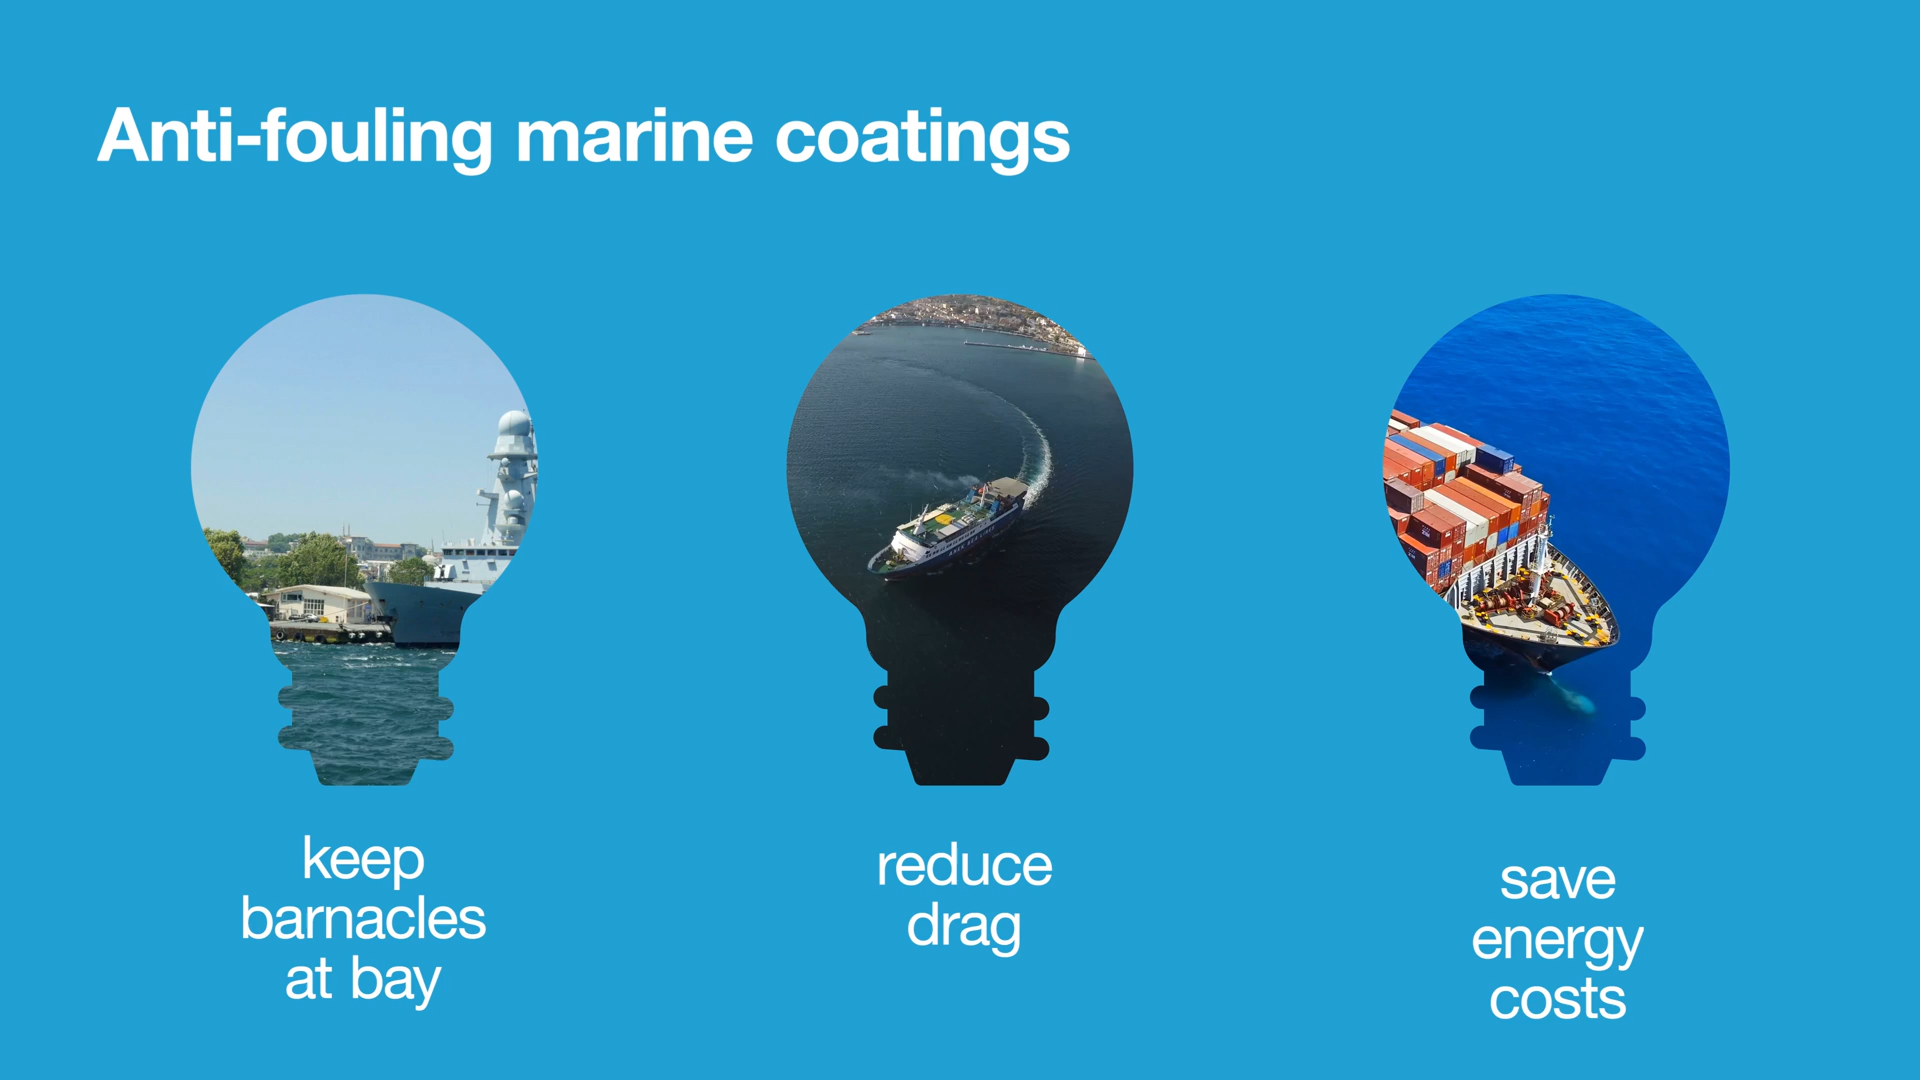 Anti-fouling marine coatings
keep
barnacles
at bay
reduce
drag
save
energy
costs